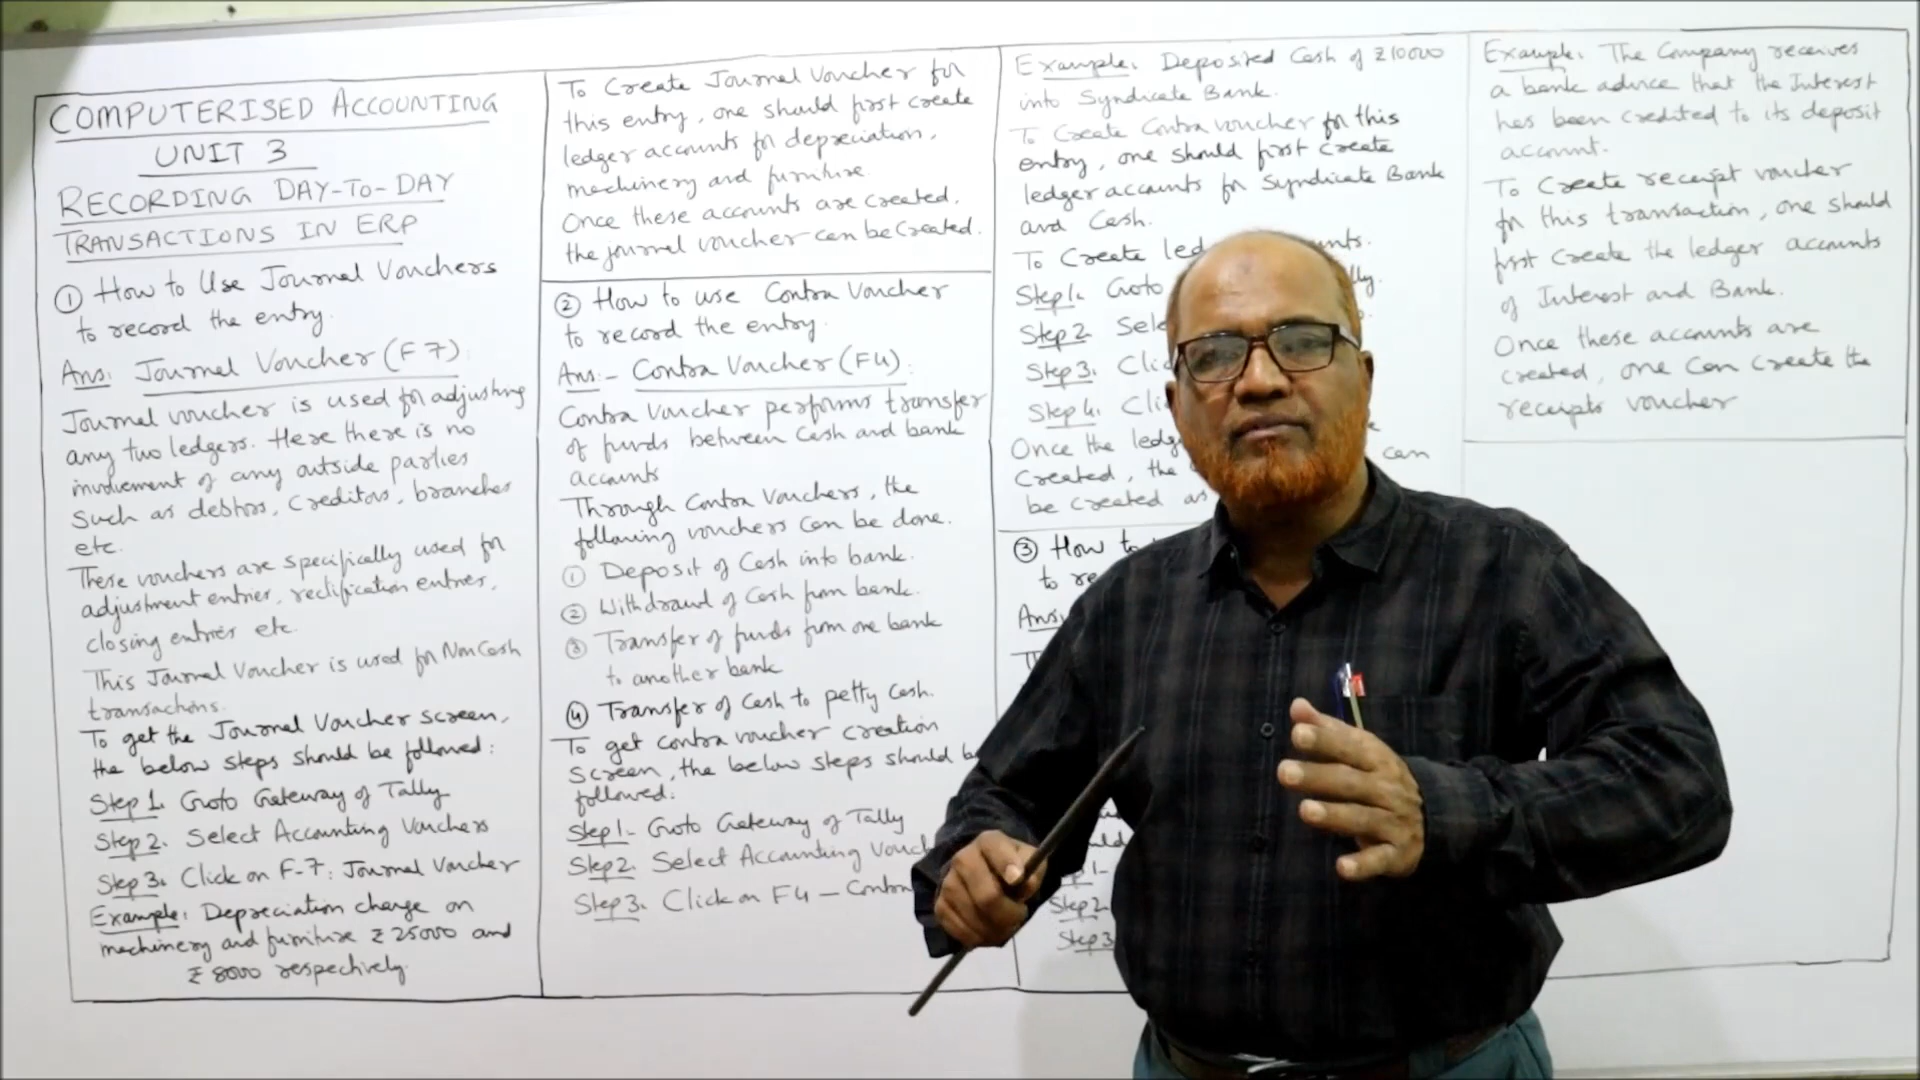 COMPUTERISED ACCOUNTING
UNIT 3
RECORDING DAY-TO-DAY
TRANSACTIONS IN ERP
① How to Use Journal Vouchers
to record the entry.
Ans: Journal Voucher (F7):
Journal voucher is used for adjusting
any two ledgers. Here there is no
involvement of any outside parties
such as debtors, creditors, branches
etc.
These vouchers are specifically used for
adjustment entries, rectification entries,
closing entries etc.
This Journal Voucher is used for Non Cash
transactions.
To get the Journal Voucher screen,
the below steps should be followed:
Step 1. Goto Gateway of Tally
Step 2. Select Accounting Vouchers
Step 3. Click on F-7: Journal Voucher
Example: Depreciation charge on
machinery and furniture ₹ 25000 and
₹ 8000 respectively.
To Create Journal Voucher for
this entry, one should first create
ledger accounts for depreciation,
machinery and furniture.
Once these accounts are created,
the journal voucher can be created.
② How to use Contra Voucher
to record the entry.
Ans:- Contra Voucher (F4):
Contra Voucher performs transfer
of funds between Cash and bank
accounts
Through Contra Vouchers, the
following vouchers can be done.
① Deposit of Cash into bank.
② Withdrawl of Cash from bank.
③ Transfer of funds from one bank
to another bank
④ Transfer of Cash to petty Cash.
To get contra voucher creation
screen, the below steps should be
followed:
Step 1- Goto Gateway of Tally
Step 2. Select Accounting
Step 3. Click on F4 – Contra
Example: Deposited Cash of ₹10000
into Syndicate Bank.
To Create Contra voucher for this
entry, one should first create
ledger accounts for Syndicate Bank
and Cash.
To Create
Step 1. Goto
Step 2
Step 3.
Step 4.
Once the
Created, the can
be created as
③ How to
to
Ans:
Step 2
Step 3
Example: The Company receives
a bank advice that the Interest
has been credited to its deposit
account.
To Create receipt voucher
for this transaction, one should
first Create the ledger accounts
of Interest and Bank.
Once these accounts are
created, one can create the
receipts voucher